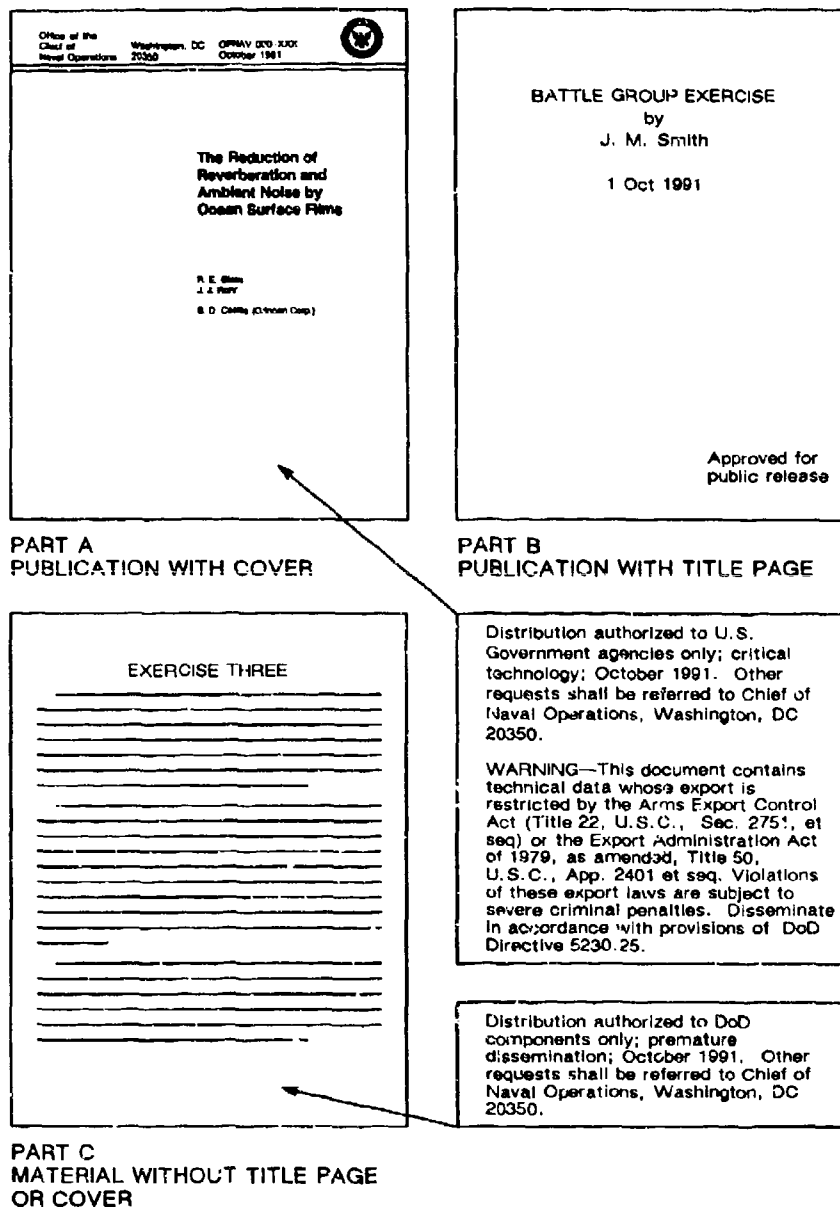 Office of the
Chief of
Naval Operations
Washington, DC
20350
OPNAV 000-XXX
October 1981
The Reduction of
Reverberation and
Ambient Noise by
Ocean Surface Films
R. E.
J. J.
B. D. (Orincon Corp.)
PART A
PUBLICATION WITH COVER
BATTLE GROUP EXERCISE
by
J. M. Smith
1 Oct 1991
Approved for
public release
PART B
PUBLICATION WITH TITLE PAGE
EXERCISE THREE
PART C
MATERIAL WITHOUT TITLE PAGE
OR COVER
Distribution authorized to U.S.
Government agencies only; critical
technology; October 1991. Other
requests shall be referred to Chief of
Naval Operations, Washington, DC
20350.
WARNING—This document contains
technical data whose export is
restricted by the Arms Export Control
Act (Title 22, U.S.C., Sec. 2751, et
seq) or the Export Administration Act
of 1979, as amended, Title 50,
U.S.C., App. 2401 et seq. Violations
of these export laws are subject to
severe criminal penalties. Disseminate
in accordance with provisions of DoD
Directive 5230.25.
Distribution authorized to DoD
components only; premature
dissemination; October 1991. Other
requests shall be referred to Chief of
Naval Operations, Washington, DC
20350.